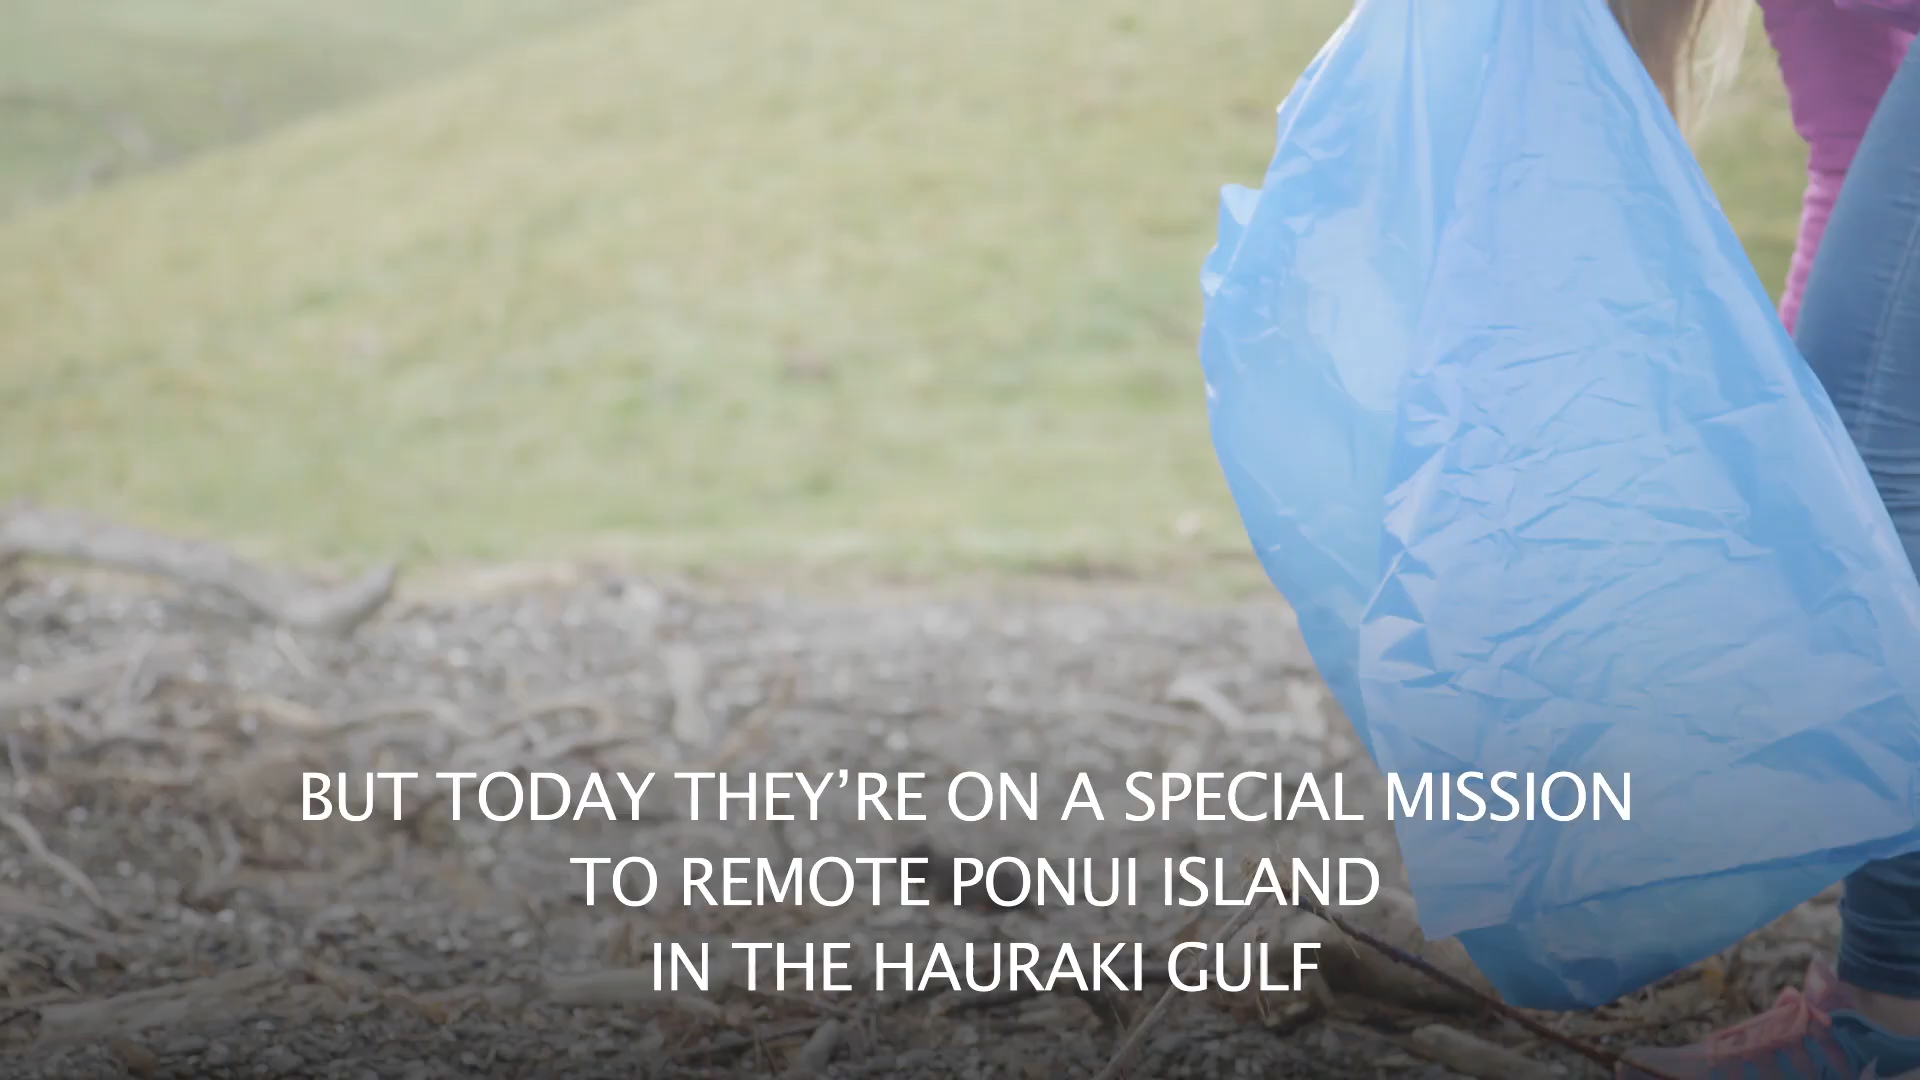 BUT TODAY THEY’RE ON A SPECIAL MISSION
TO REMOTE PONUI ISLAND
IN THE HAURAKI GULF